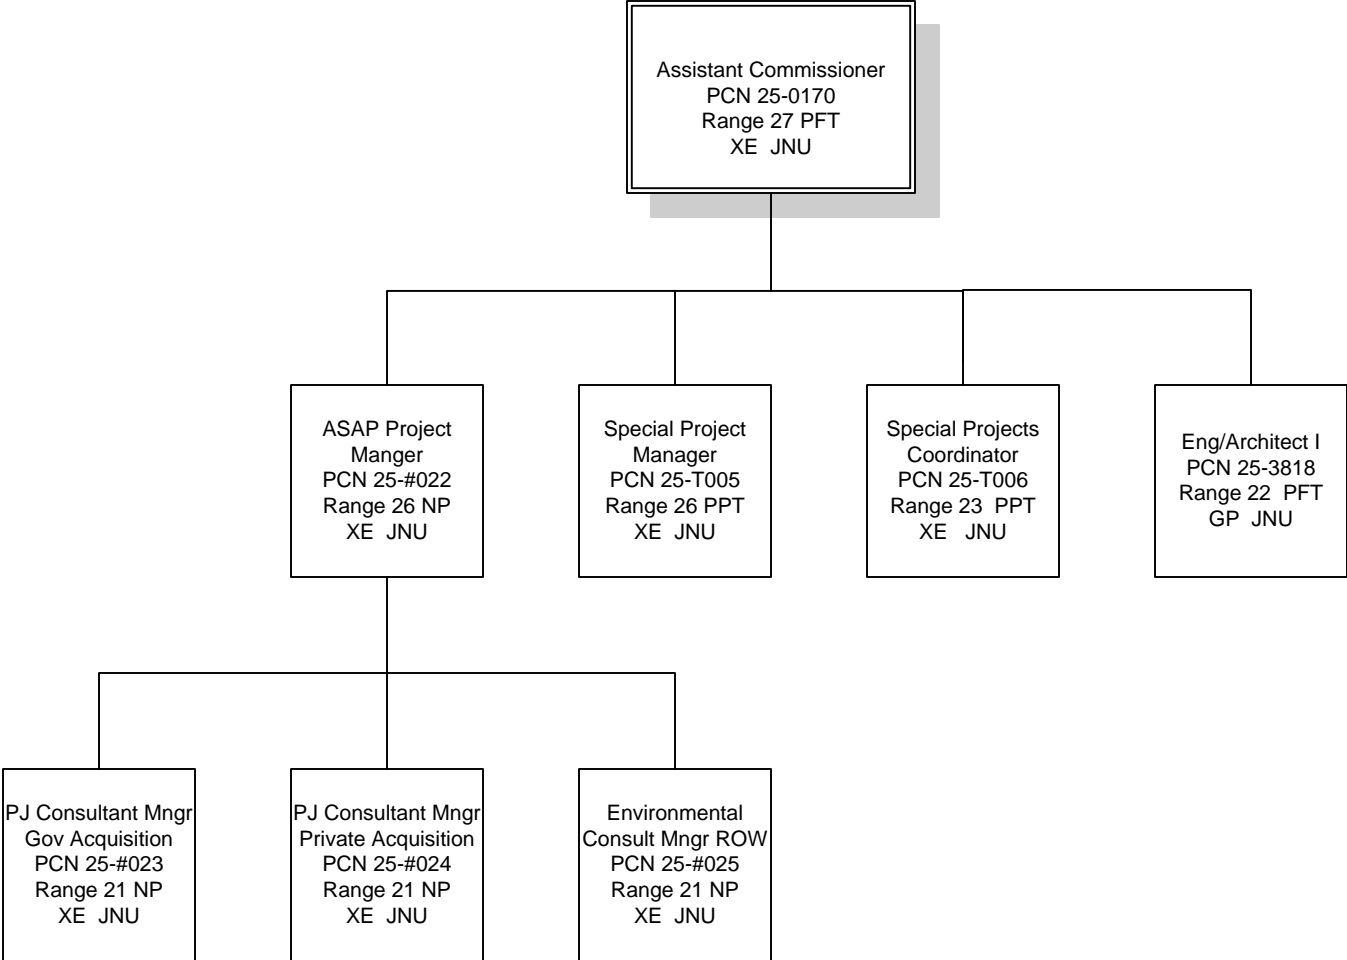 Assistant Commissioner
PCN 25-0170
Range 27 PFT
XE  JNU
ASAP Project
Manger
PCN 25-#022
Range 26 NP
XE  JNU
Special Project
Manager
PCN 25-T005
Range 26 PPT
XE  JNU
Special Projects
Coordinator
PCN 25-T006
Range 23  PPT
XE   JNU
Eng/Architect I
PCN 25-3818
Range 22  PFT
GP  JNU
PJ Consultant Mngr
Gov Acquisition
PCN 25-#023
Range 21 NP
XE  JNU
PJ Consultant Mngr
Private Acquisition
PCN 25-#024
Range 21 NP
XE  JNU
Environmental
Consult Mngr ROW
PCN 25-#025
Range 21 NP
XE  JNU